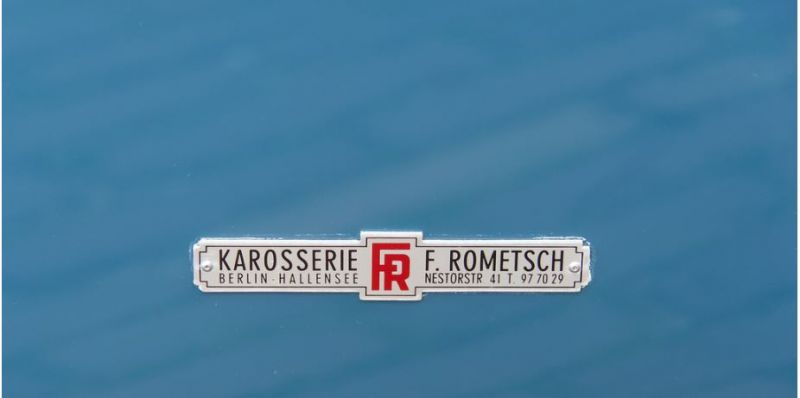 KAROSSERIE FR F. ROMETSCH
BERLIN-HALLENSEE NESTORSTR 41 T. 97 70 29